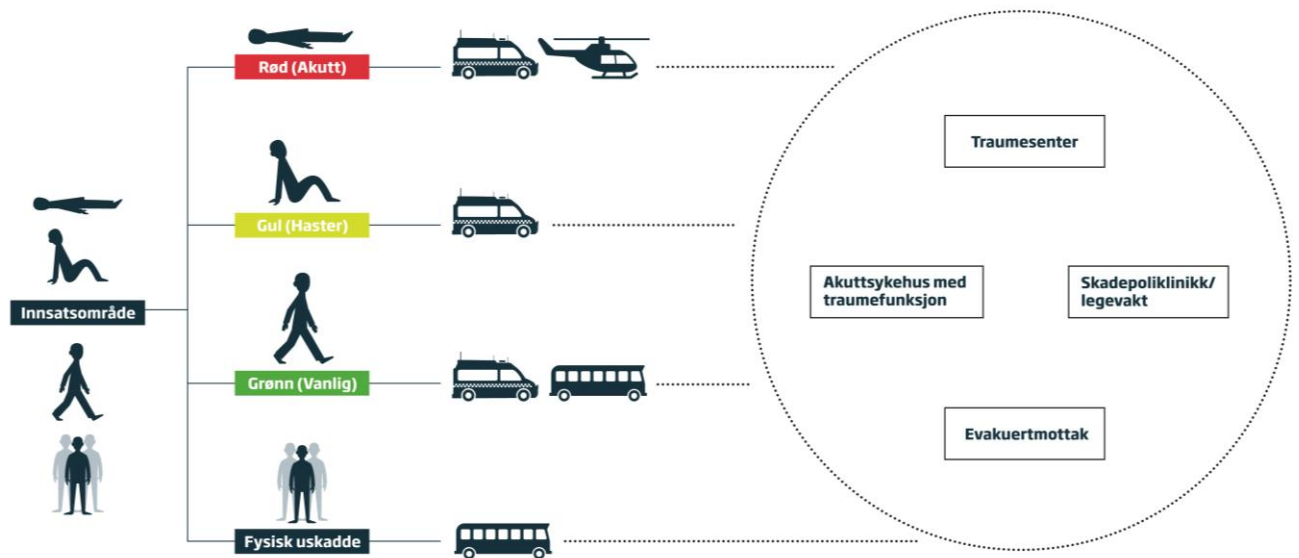 Rød (Akutt)
Traumesenter
Gul (Haster)
Innsatsområde
Akuttsykehus med
traumefunksjon
Skadepoliklinikk/
legevakt
Grønn (Vanlig)
Evakuertmottak
Fysisk uskadde